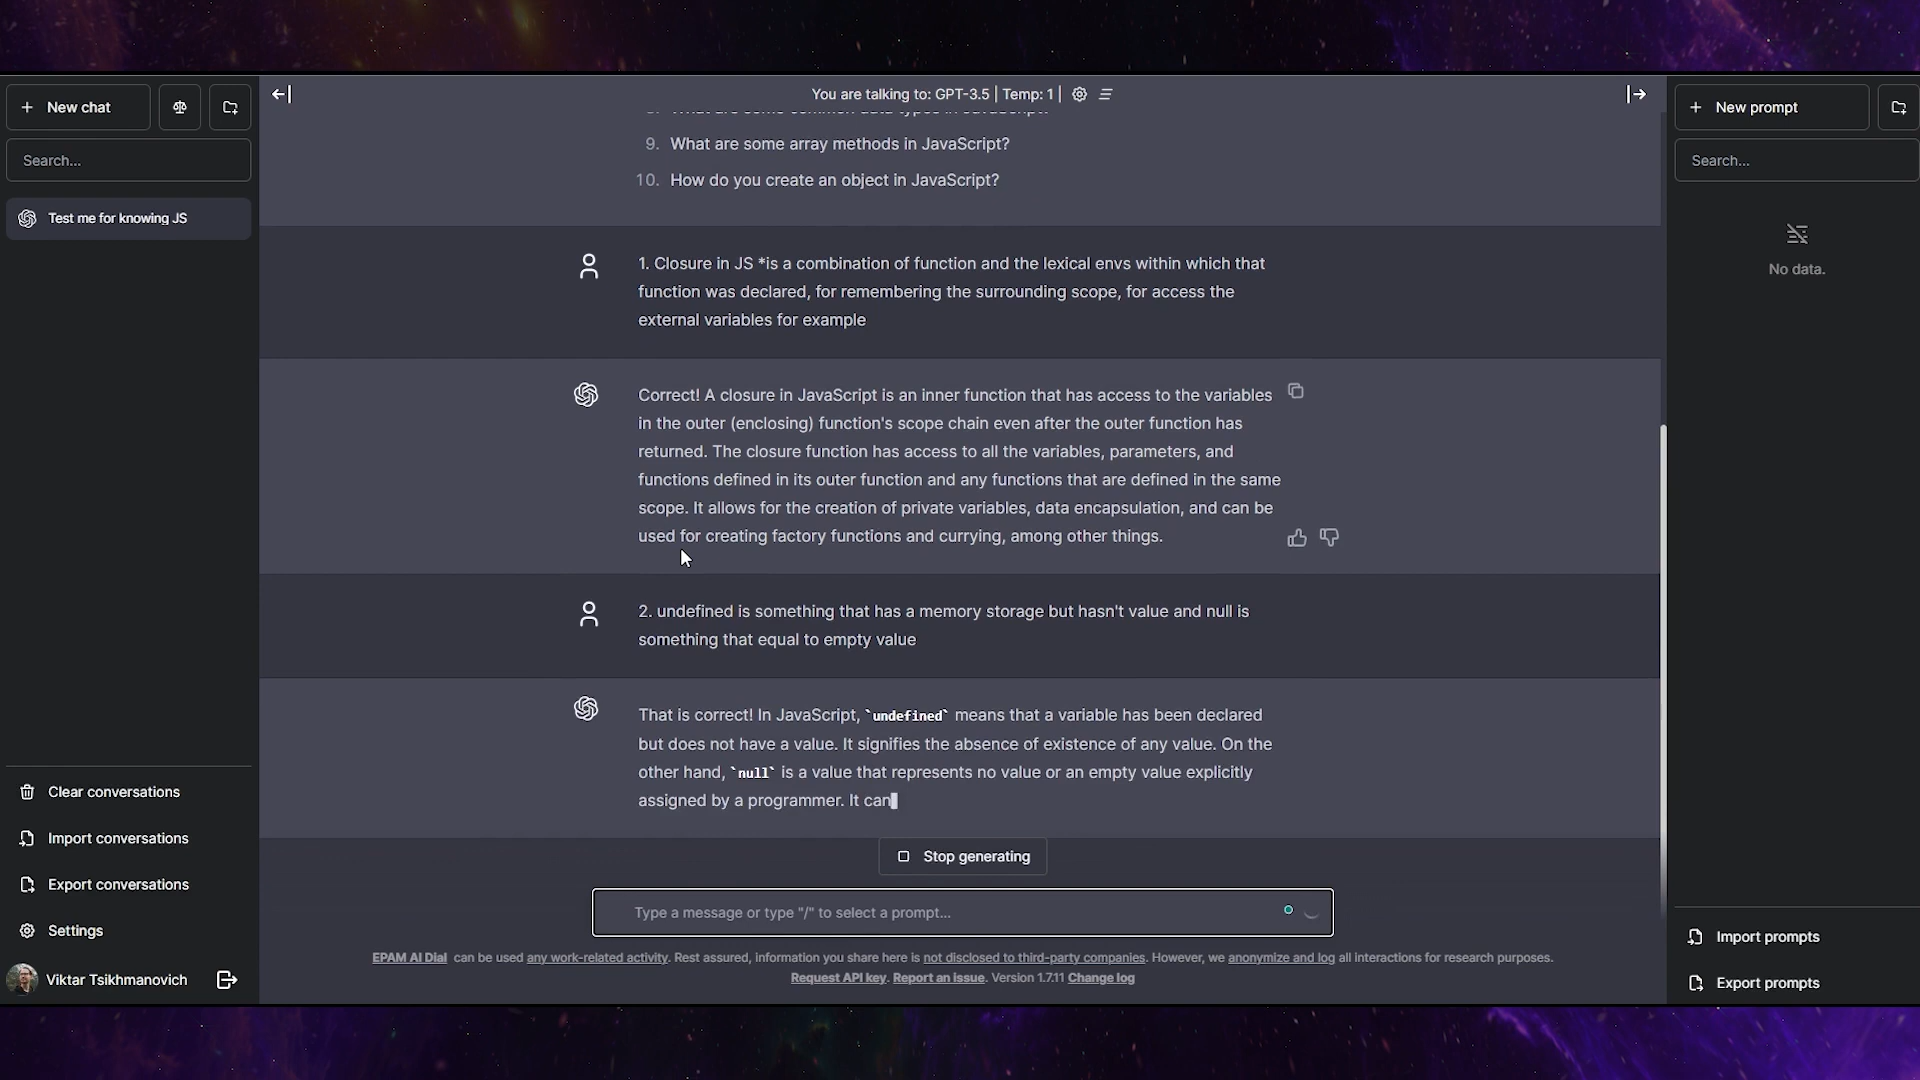 New chat
Search...
Test me for knowing JS
Clear conversations
Import conversations
Export conversations
Settings
Viktar Tsikhmanovich
You are talking to: GPT-3.5 | Temp: 1 |
9. What are some array methods in JavaScript?
10. How do you create an object in JavaScript?
1. Closure in JS *is a combination of function and the lexical envs within which that
function was declared, for remembering the surrounding scope, for access the
external variables for example
Correct! A closure in JavaScript is an inner function that has access to the variables
in the outer (enclosing) function's scope chain even after the outer function has
returned. The closure function has access to all the variables, parameters, and
functions defined in its outer function and any functions that are defined in the same
scope. It allows for the creation of private variables, data encapsulation, and can be
used for creating factory functions and currying, among other things.
2. undefined is something that has a memory storage but hasn't value and null is
something that equal to empty value
That is correct! In JavaScript, `undefined` means that a variable has been declared
but does not have a value. It signifies the absence of existence of any value. On the
other hand, `null` is a value that represents no value or an empty value explicitly
assigned by a programmer. It can
Stop generating
Type a message or type "/" to select a prompt...
EPAM AI Dial can be used any work-related activity. Rest assured, information you share here is not disclosed to third-party companies. However, we anonymize and log all interactions for research purposes.
Request API key. Report an issue. Version 1.7.11 Change log
New prompt
Search...
No data.
Import prompts
Export prompts